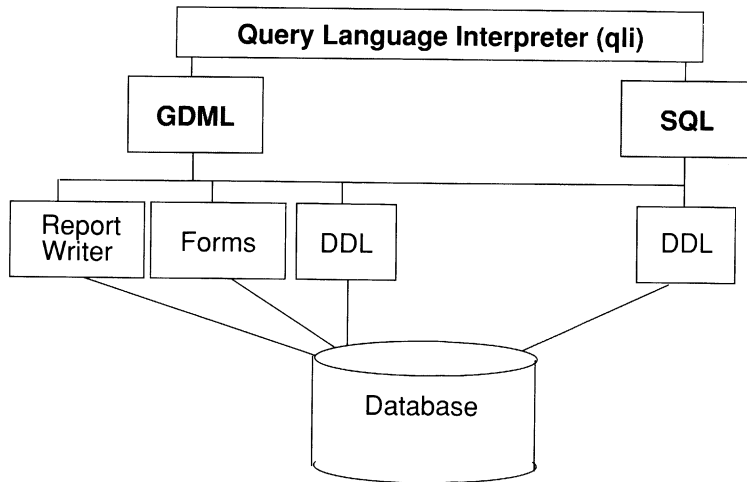 Query Language Interpreter (qli)
GDML
SQL
Report
Writer
Forms
DDL
DDL
Database